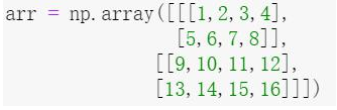 arr = np.array([[[1,2,3,4],
[5,6,7,8]],
[[9,10,11,12],
[13,14,15,16]]])